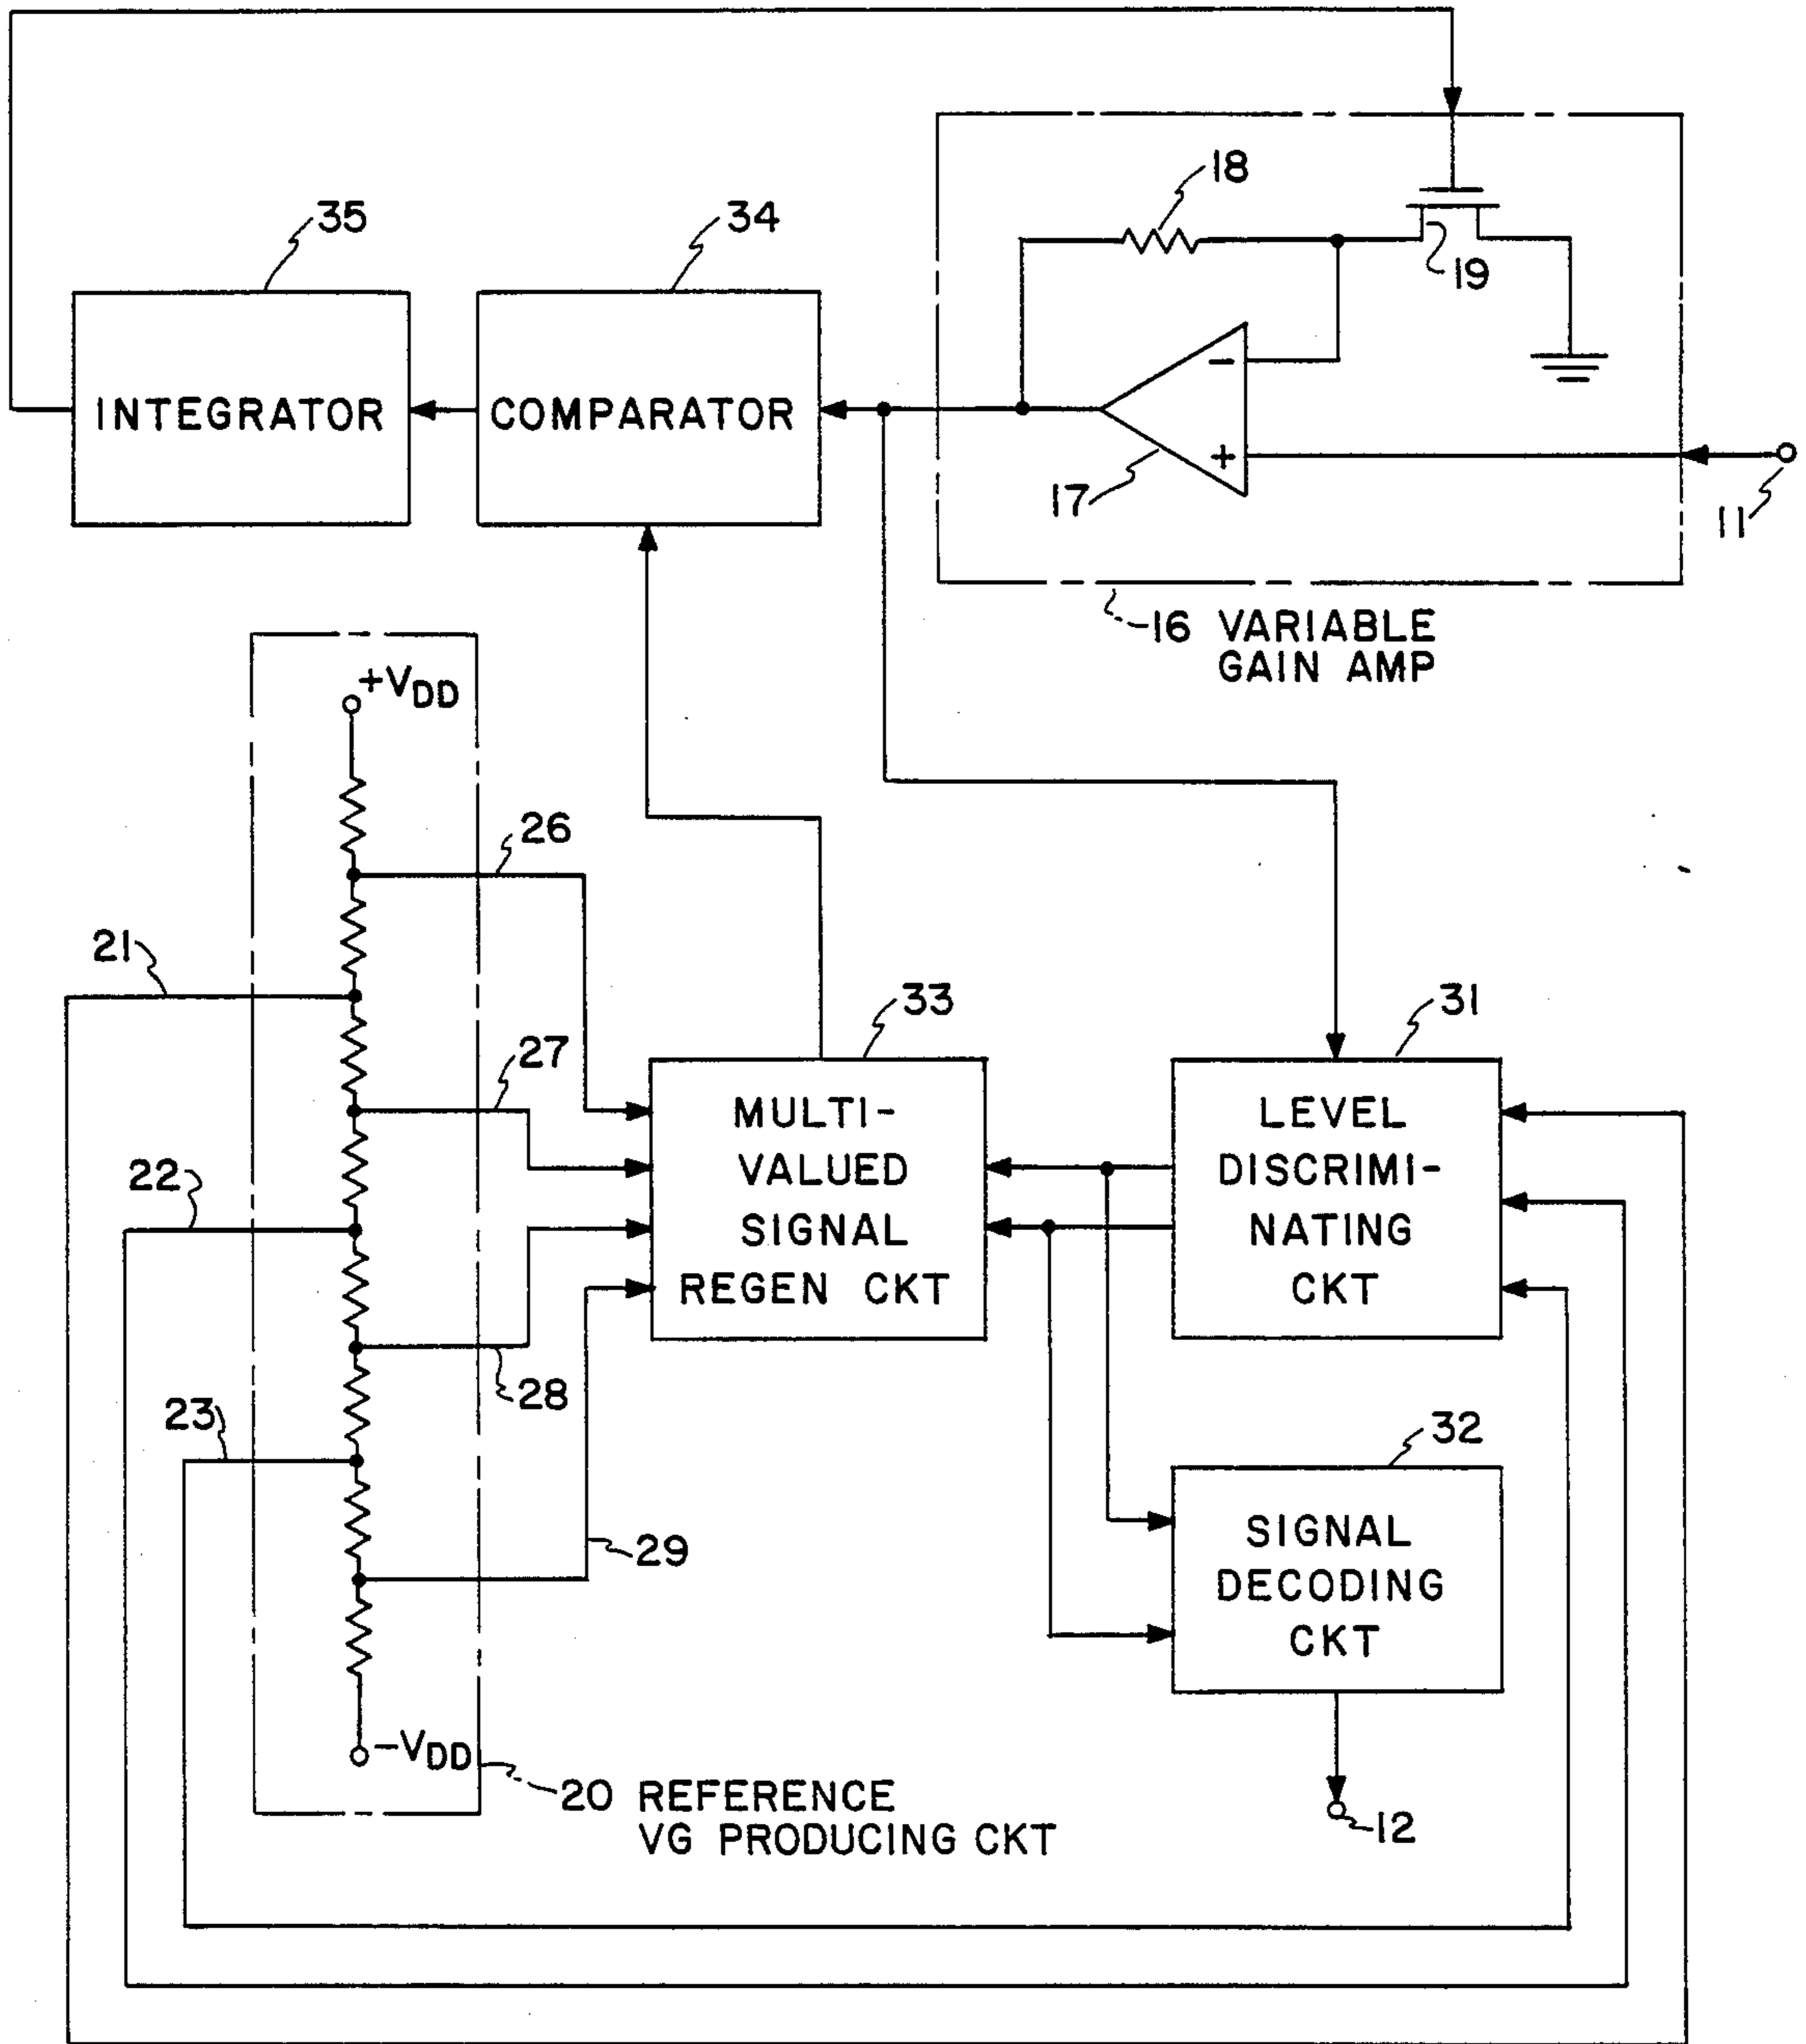 18
19
35
34
INTEGRATOR
COMPARATOR
-
+
17
11
16 VARIABLE
GAIN AMP
+VDD
26
21
33
31
27
MULTI-
VALUED
SIGNAL
REGEN CKT
LEVEL
DISCRIMI-
NATING
CKT
22
28
23
32
29
SIGNAL
DECODING
CKT
-VDD
20 REFERENCE
VG PRODUCING CKT
12